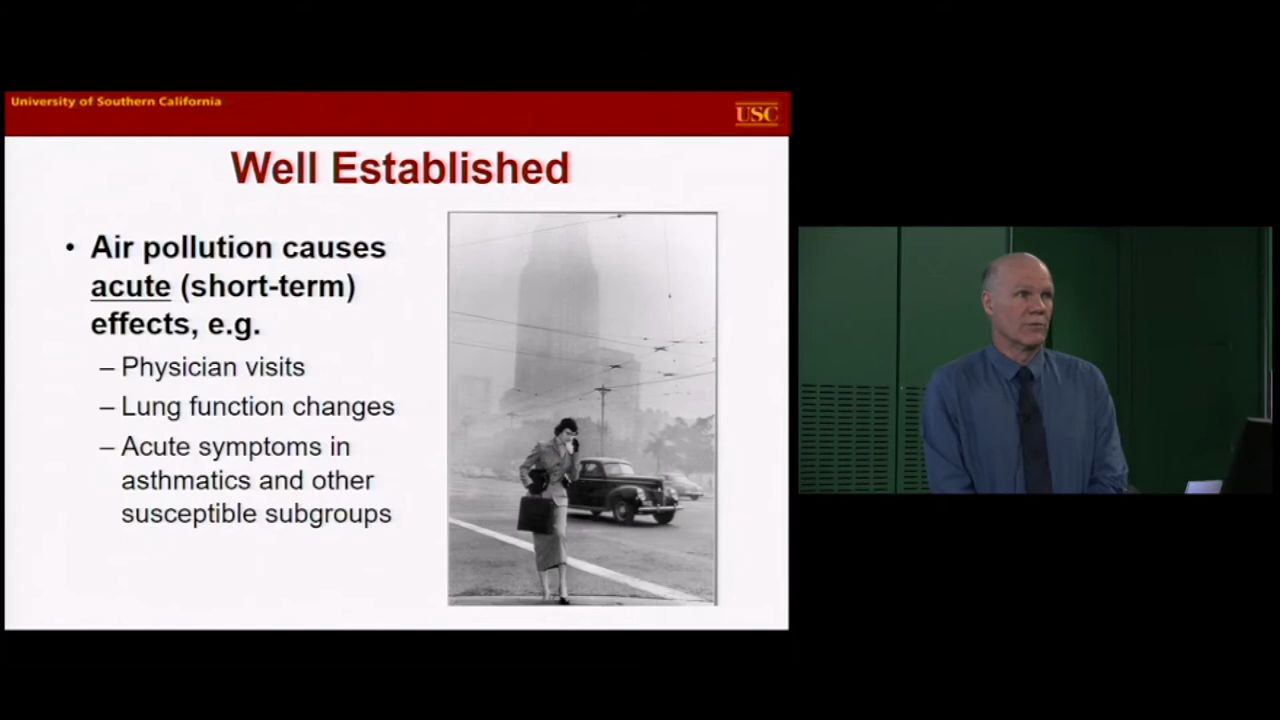 University of Southern California
USC
Well Established
• Air pollution causes
acute (short-term)
effects, e.g.
– Physician visits
– Lung function changes
– Acute symptoms in
asthmatics and other
susceptible subgroups